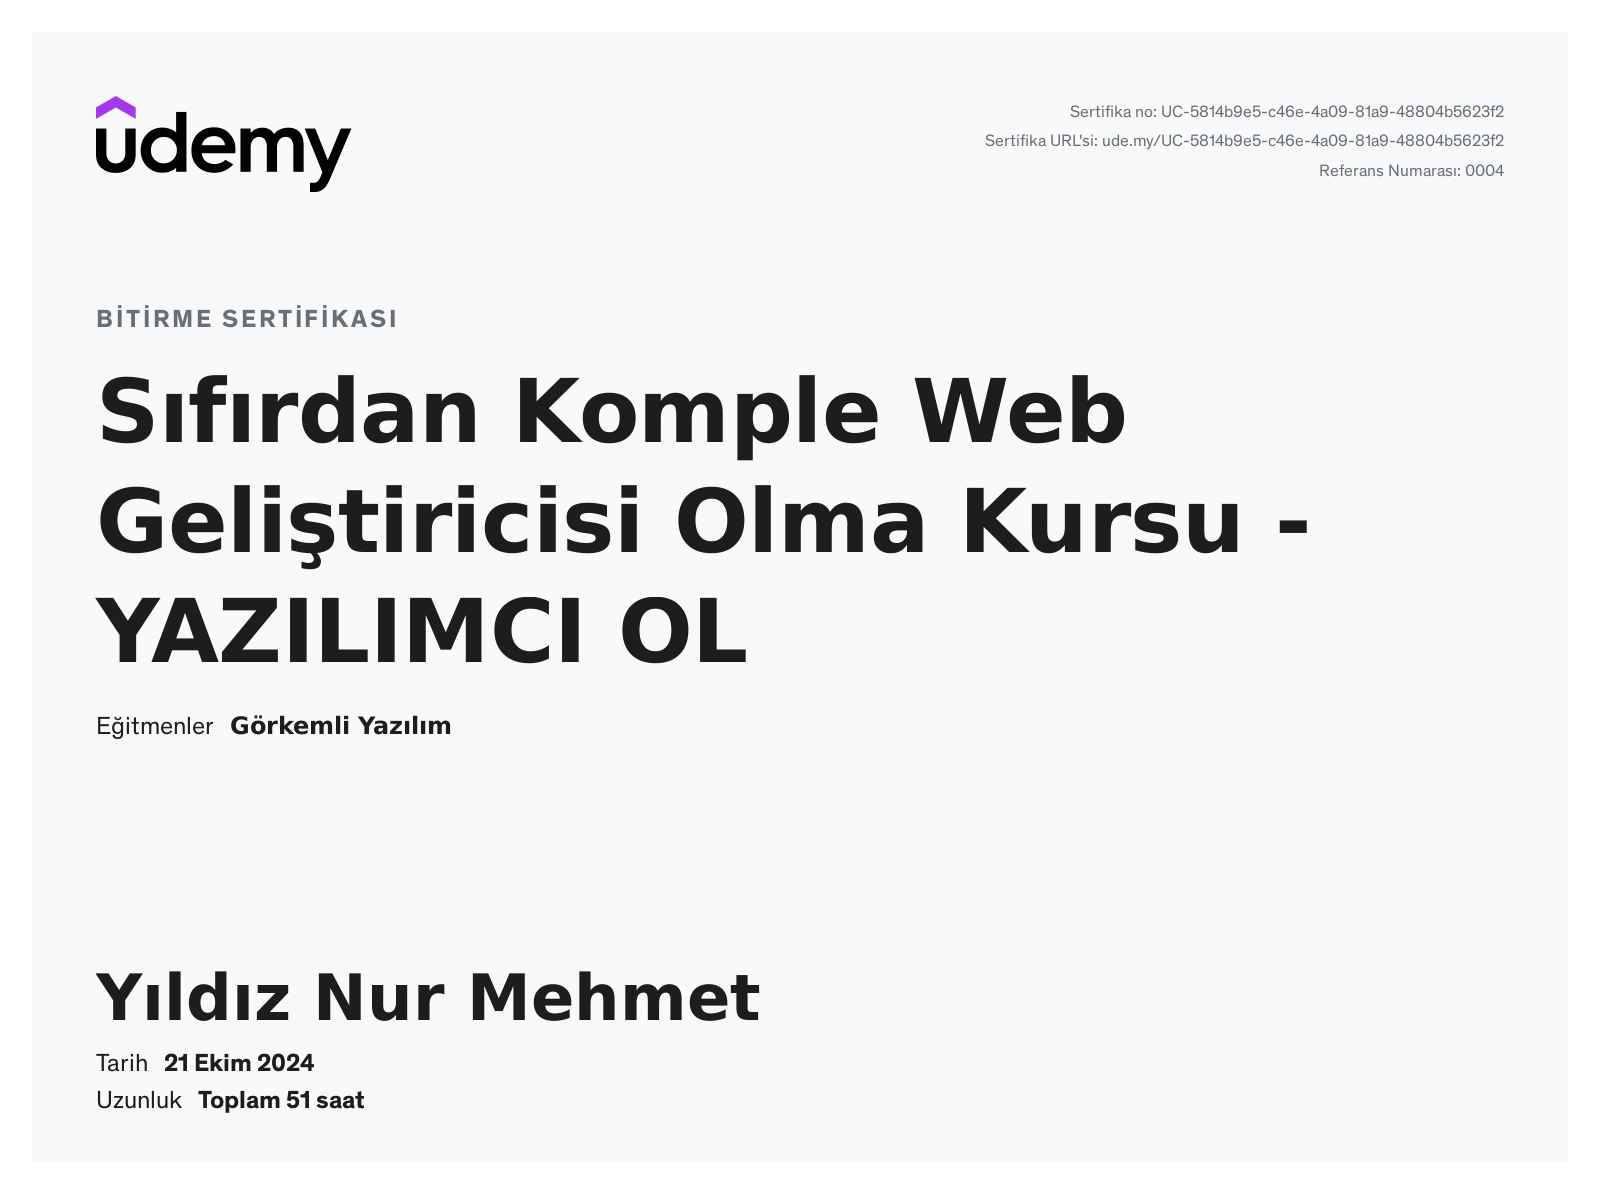 udemy
Sertifika no: UC-5814b9e5-c46e-4a09-81a9-48804b5623f2
Sertifika URL'si: ude.my/UC-5814b9e5-c46e-4a09-81a9-48804b5623f2
Referans Numarası: 0004
BİTİRME SERTİFİKASI
Sıfırdan Komple Web
Geliştiricisi Olma Kursu -
YAZILIMCI OL
Eğitmenler Görkemli Yazılım
Yıldız Nur Mehmet
Tarih 21 Ekim 2024
Uzunluk Toplam 51 saat